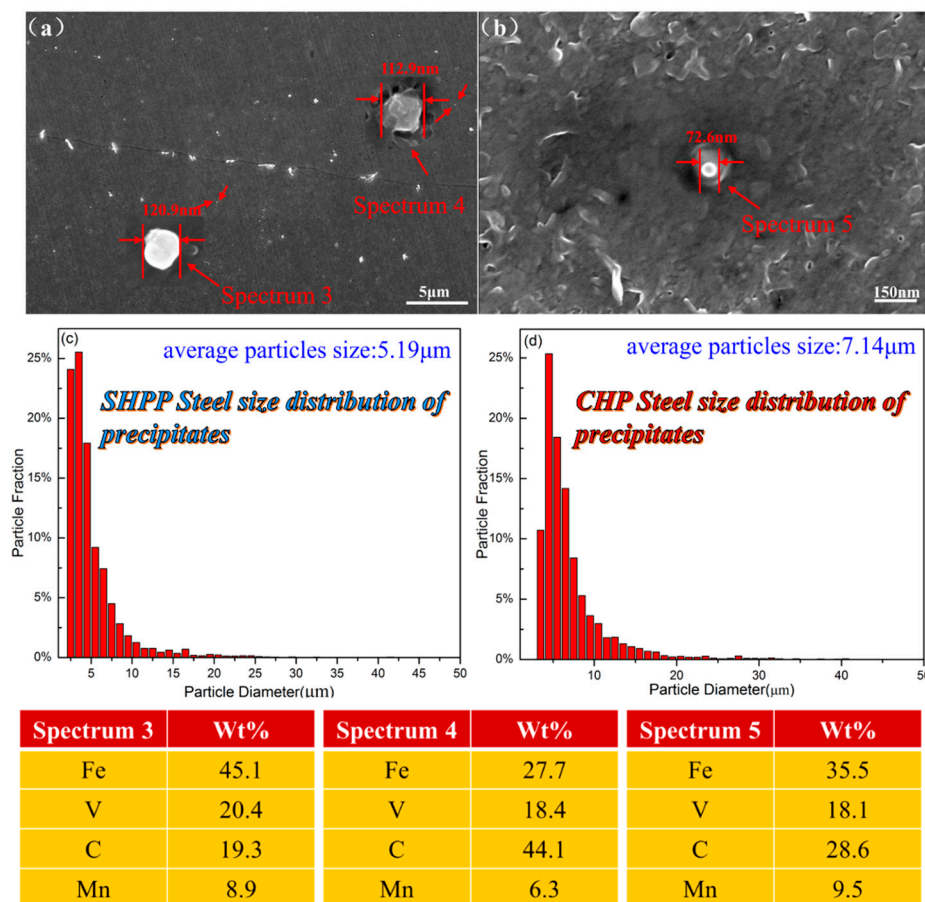 (a)
112.9nm
Spectrum 4
120.9nm
Spectrum 3
5μm
(b)
72.6nm
Spectrum 5
150nm
(c)
average particles size:5.19μm
SHPP Steel size distribution of
precipitates
25%
20%
15%
10%
5%
0%
Particle Fraction
5 10 15 20 25 30 35 40 45 50
Particle Diameter(μm)
(d)
average particles size:7.14μm
CHP Steel size distribution of
precipitates
25%
20%
15%
10%
5%
0%
Particle Fraction
10 20 30 40 50
Particle Diameter(μm)
Spectrum 3 Wt%
Fe 45.1
V 20.4
C 19.3
Mn 8.9
Spectrum 4 Wt%
Fe 27.7
V 18.4
C 44.1
Mn 6.3
Spectrum 5 Wt%
Fe 35.5
V 18.1
C 28.6
Mn 9.5